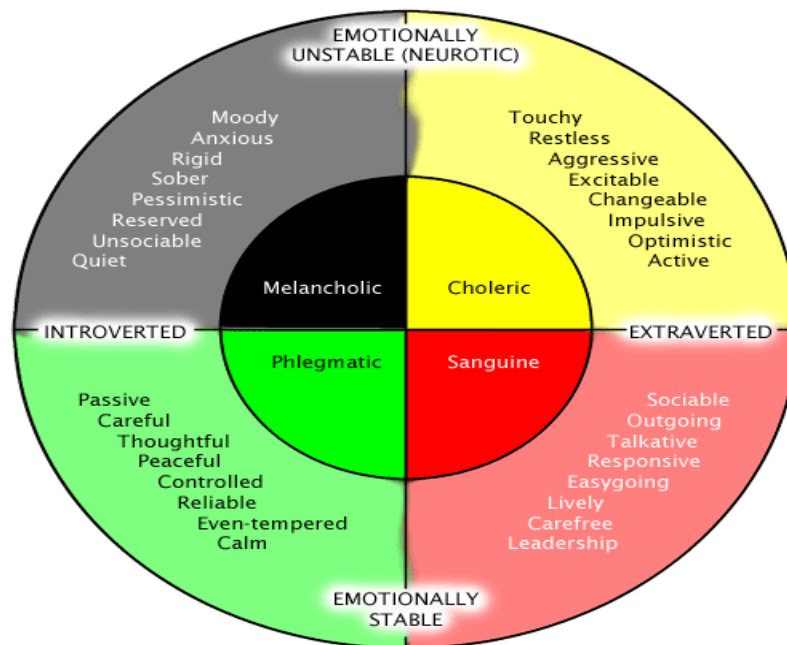 EMOTIONALLY
UNSTABLE (NEUROTIC)
Moody
Anxious
Rigid
Sober
Pessimistic
Reserved
Unsociable
Quiet
Touchy
Restless
Aggressive
Excitable
Changeable
Impulsive
Optimistic
Active
Melancholic
Choleric
INTROVERTED
EXTRAVERTED
Phlegmatic
Sanguine
Passive
Careful
Thoughtful
Peaceful
Controlled
Reliable
Even-tempered
Calm
Sociable
Outgoing
Talkative
Responsive
Easygoing
Lively
Carefree
Leadership
EMOTIONALLY
STABLE